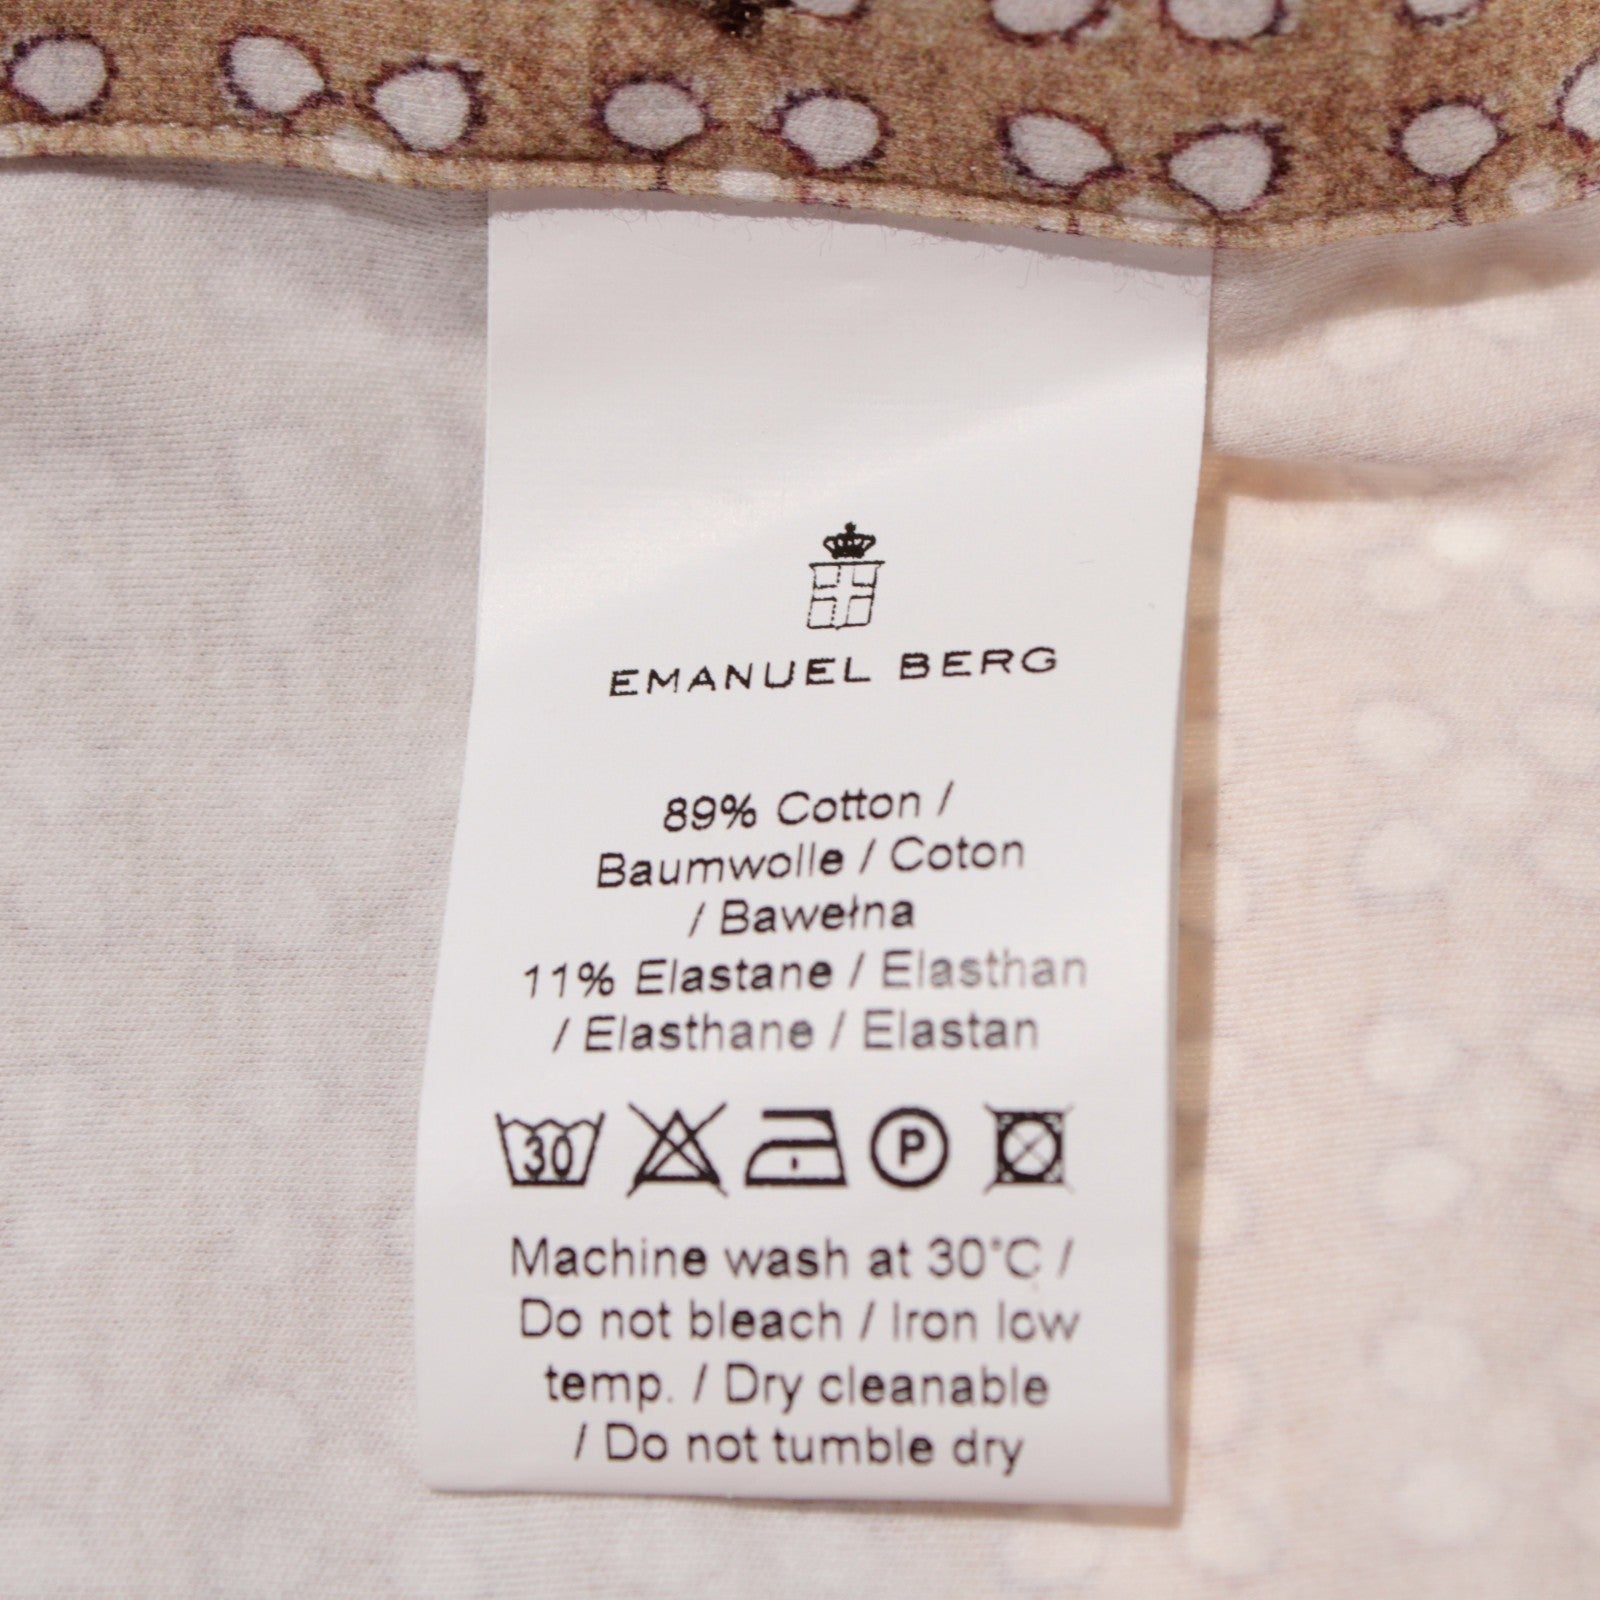 EMANUEL BERG
89% Cotton /
Baumwolle / Coton
/ Bawełna
11% Elastane / Elasthan
/ Elasthane / Elastan
30 P
Machine wash at 30°C /
Do not bleach / Iron low
temp. / Dry cleanable
/ Do not tumble dry